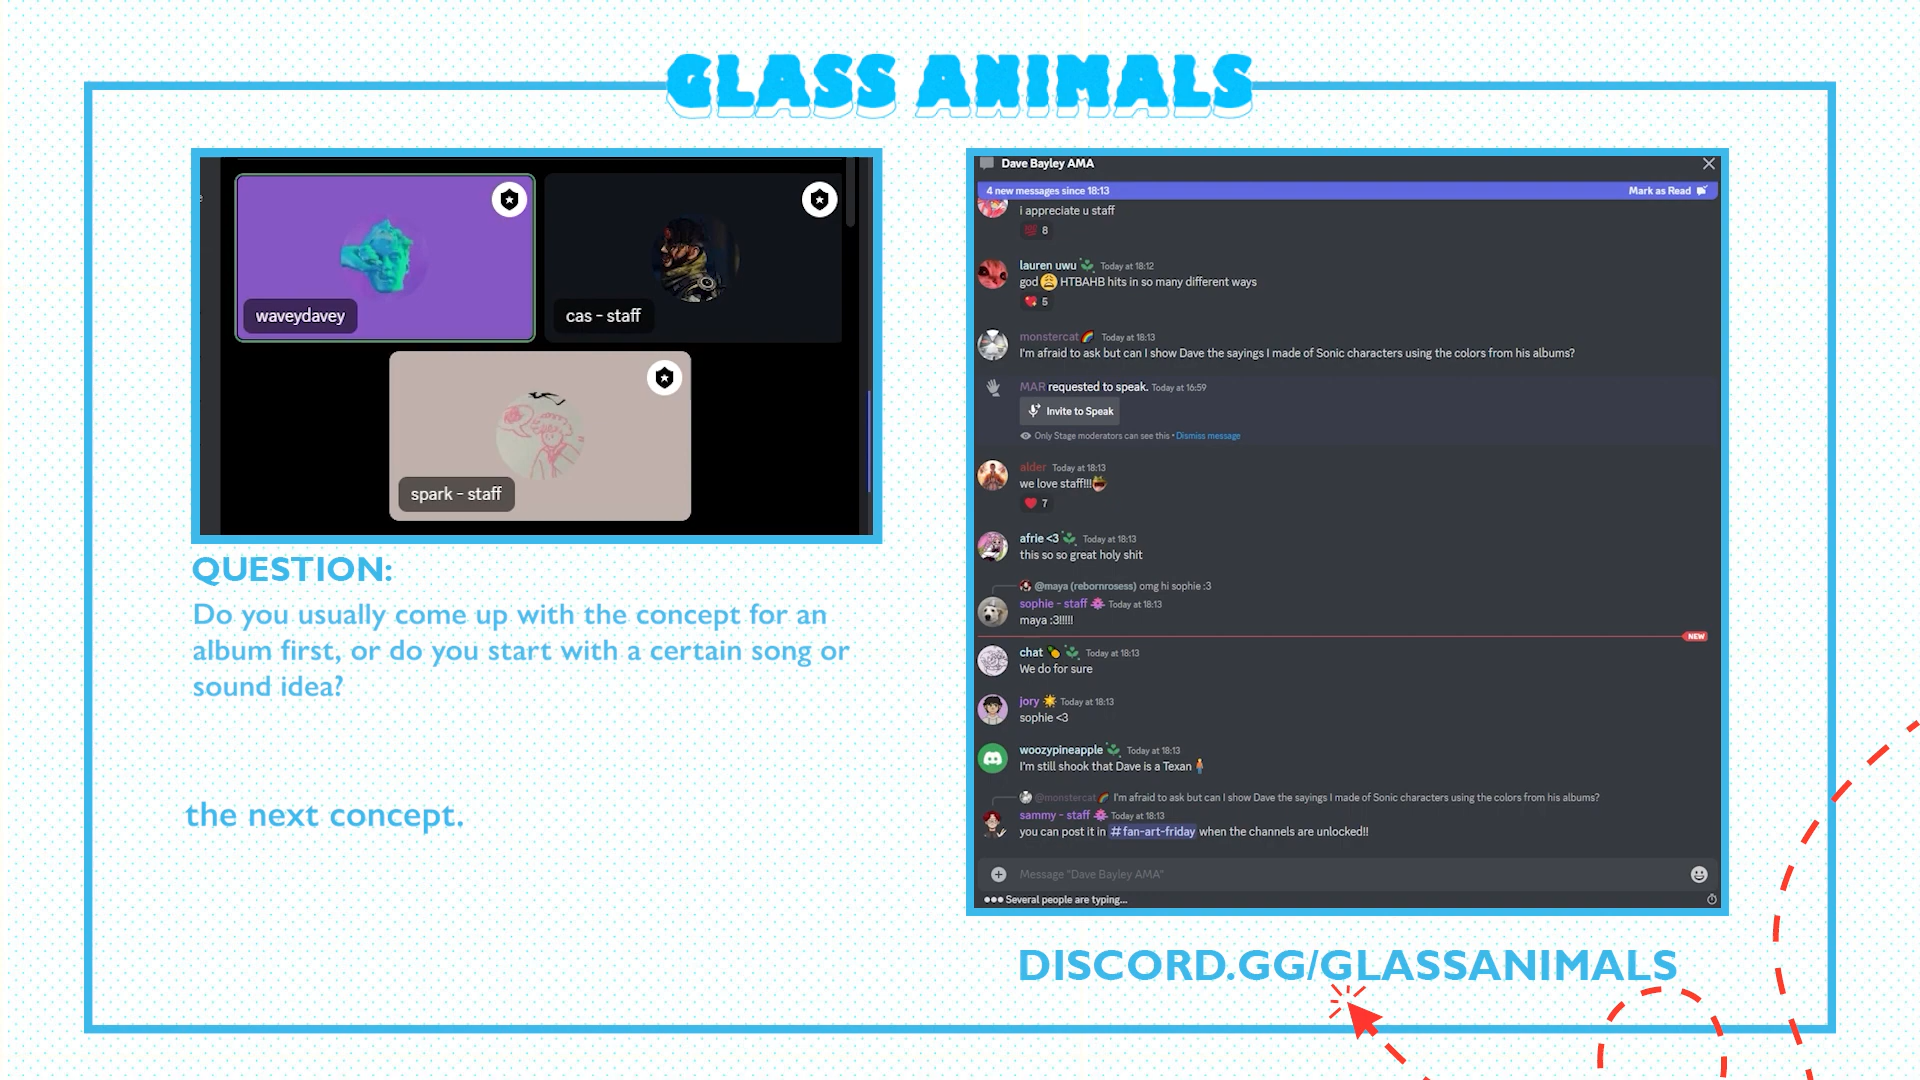 GLASS ANIMALS
waveydavey
cas - staff
spark - staff
QUESTION:
Do you usually come up with the concept for an
album first, or do you start with a certain song or
sound idea?
the next concept.
Dave Bayley AMA
4 new messages since 18:13
Mark as Read
i appreciate u staff
8
lauren uwu Today at 18:12
god HTBAHB hits in so many different ways
5
monstercat Today at 18:13
I'm afraid to ask but can I show Dave the sayings I made of Sonic characters using the colors from his albums?
MAR requested to speak. Today at 16:59
Invite to Speak
Only Stage moderators can see this • Dismiss message
alder Today at 18:13
we love staff!!!
7
afrie <3 Today at 18:13
this so so great holy shit
@maya (rebornrosess) omg hi sophie :3
sophie - staff Today at 18:13
maya :3!!!!!
NEW
chat Today at 18:13
We do for sure
jory Today at 18:13
sophie <3
woozypineapple Today at 18:13
I'm still shook that Dave is a Texan
@monstercat I'm afraid to ask but can I show Dave the sayings I made of Sonic characters using the colors from his albums?
sammy - staff Today at 18:13
you can post it in #fan-art-friday when the channels are unlocked!!
Message "Dave Bayley AMA"
Several people are typing...
DISCORD.GG/GLASSANIMALS